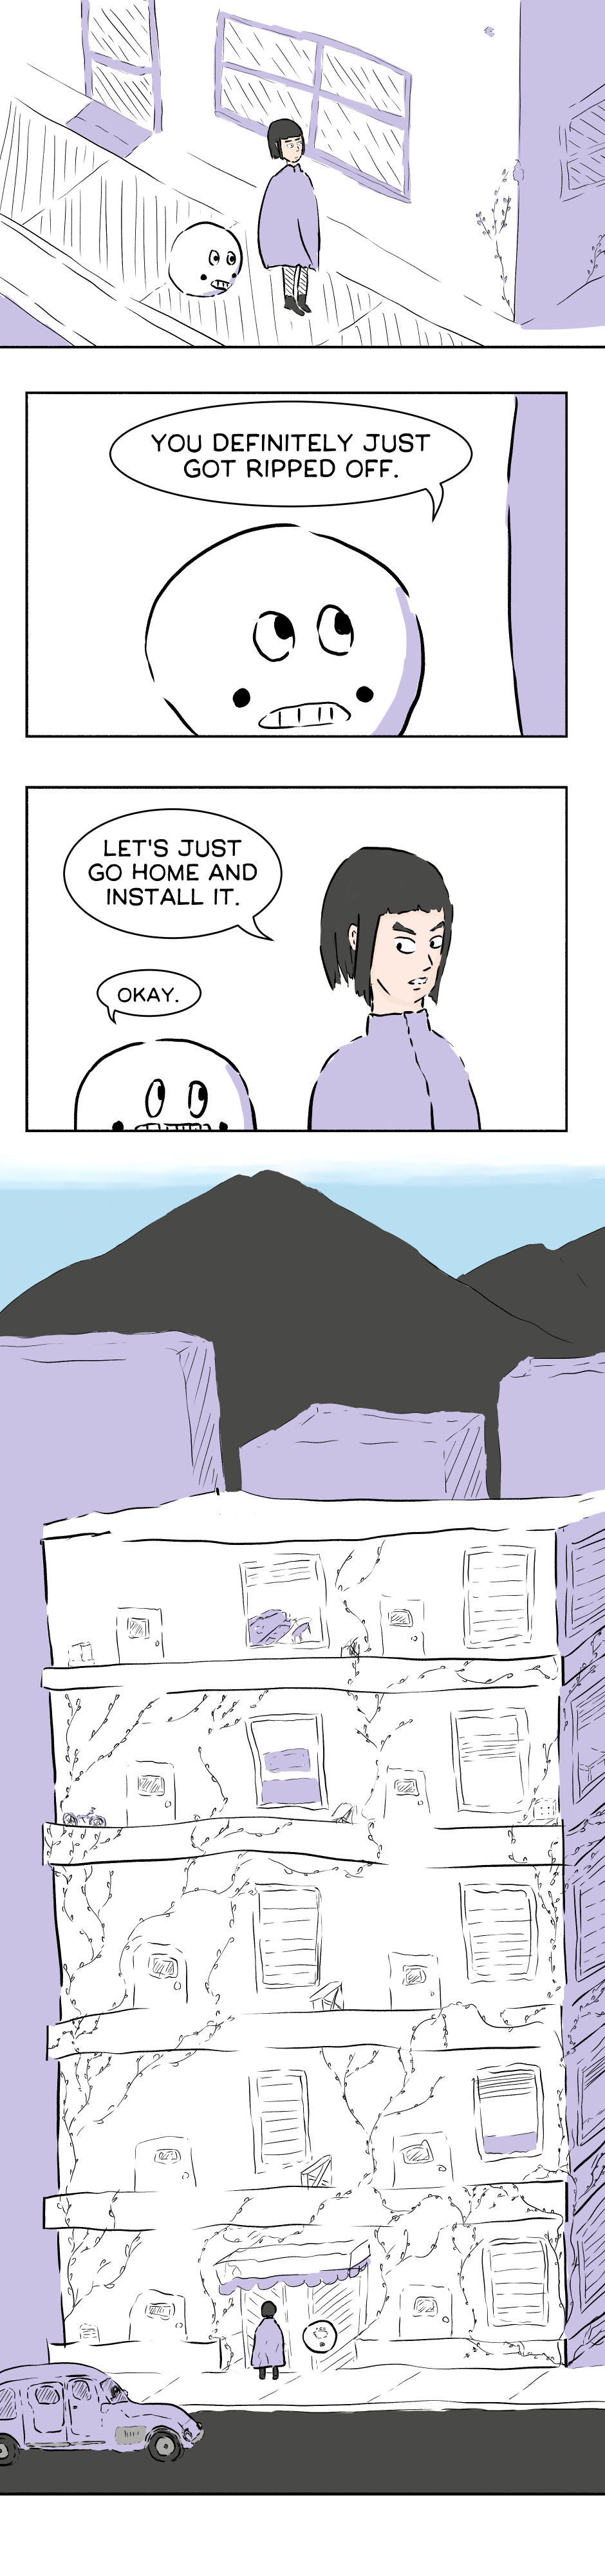 YOU DEFINITELY JUST
GOT RIPPED OFF.
LET'S JUST
GO HOME AND
INSTALL IT.
OKAY.